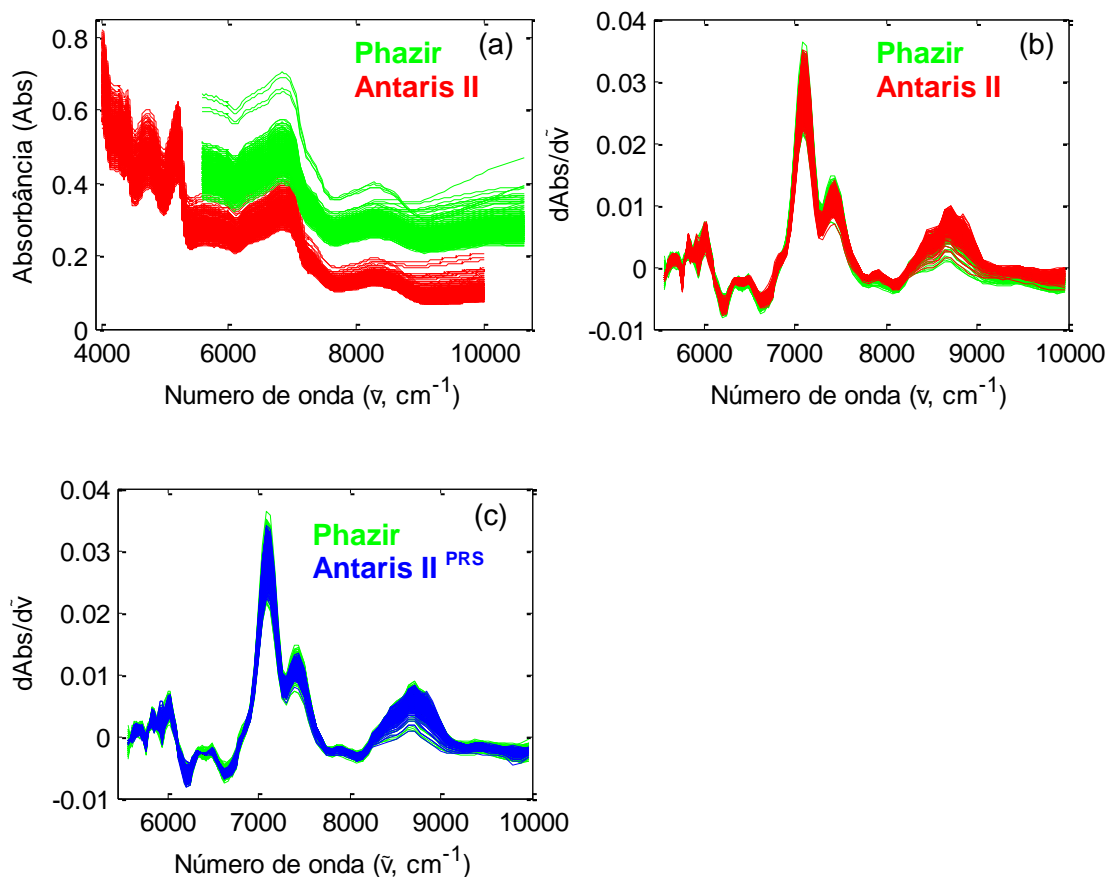 (a)
Phazir
Antaris II
0.8
0.6
0.4
0.2
0
Absorbância (Abs)
4000 6000 8000 10000
Numero de onda (ṽ, cm-1)
(b)
Phazir
Antaris II
0.04
0.03
0.02
0.01
0
-0.01
dAbs/dṽ
6000 7000 8000 9000 10000
Número de onda (ṽ, cm-1)
(c)
Phazir
Antaris II PRS
0.04
0.03
0.02
0.01
0
-0.01
dAbs/dṽ
6000 7000 8000 9000 10000
Número de onda (ṽ, cm-1)